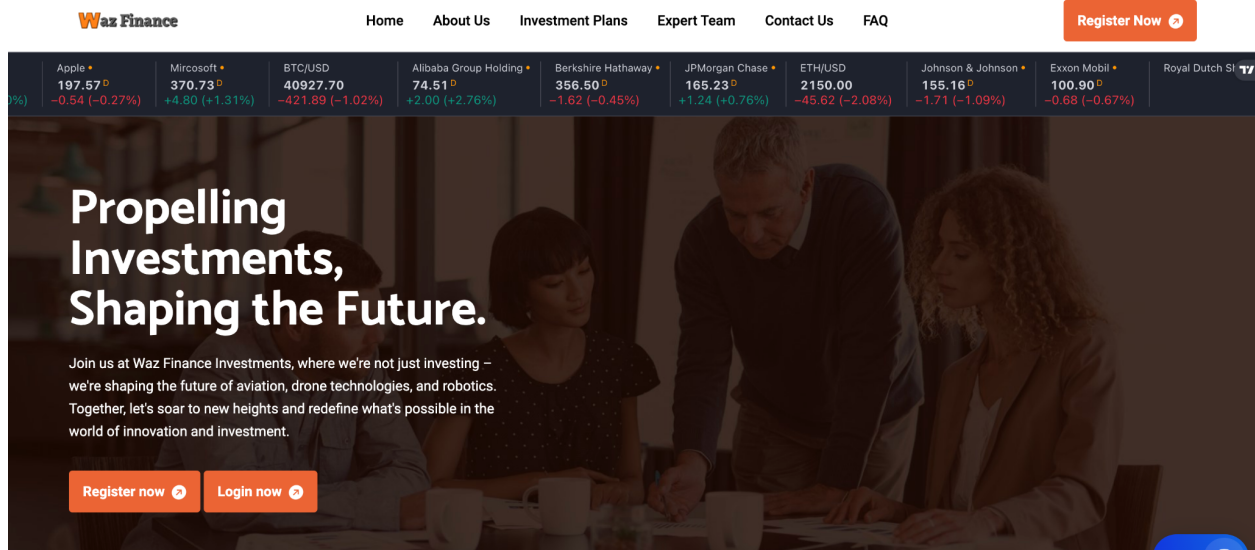 Waz Finance
Home About Us Investment Plans Expert Team Contact Us FAQ
Register Now
Apple Mircosoft BTC/USD Alibaba Group Holding Berkshire Hathaway JPMorgan Chase ETH/USD Johnson & Johnson Exxon Mobil Royal Dutch
197.57 D 370.73 D 40927.70 74.51 D 356.50 D 165.23 D 2150.00 155.16 D 100.90 D
0%) −0.54 (−0.27%) +4.80 (+1.31%) −421.89 (−1.02%) +2.00 (+2.76%) −1.62 (−0.45%) +1.24 (+0.76%) −45.62 (−2.08%) −1.71 (−1.09%) −0.68 (−0.67%)
Propelling
Investments,
Shaping the Future.
Join us at Waz Finance Investments, where we're not just investing –
we're shaping the future of aviation, drone technologies, and robotics.
Together, let's soar to new heights and redefine what's possible in the
world of innovation and investment.
Register now Login now